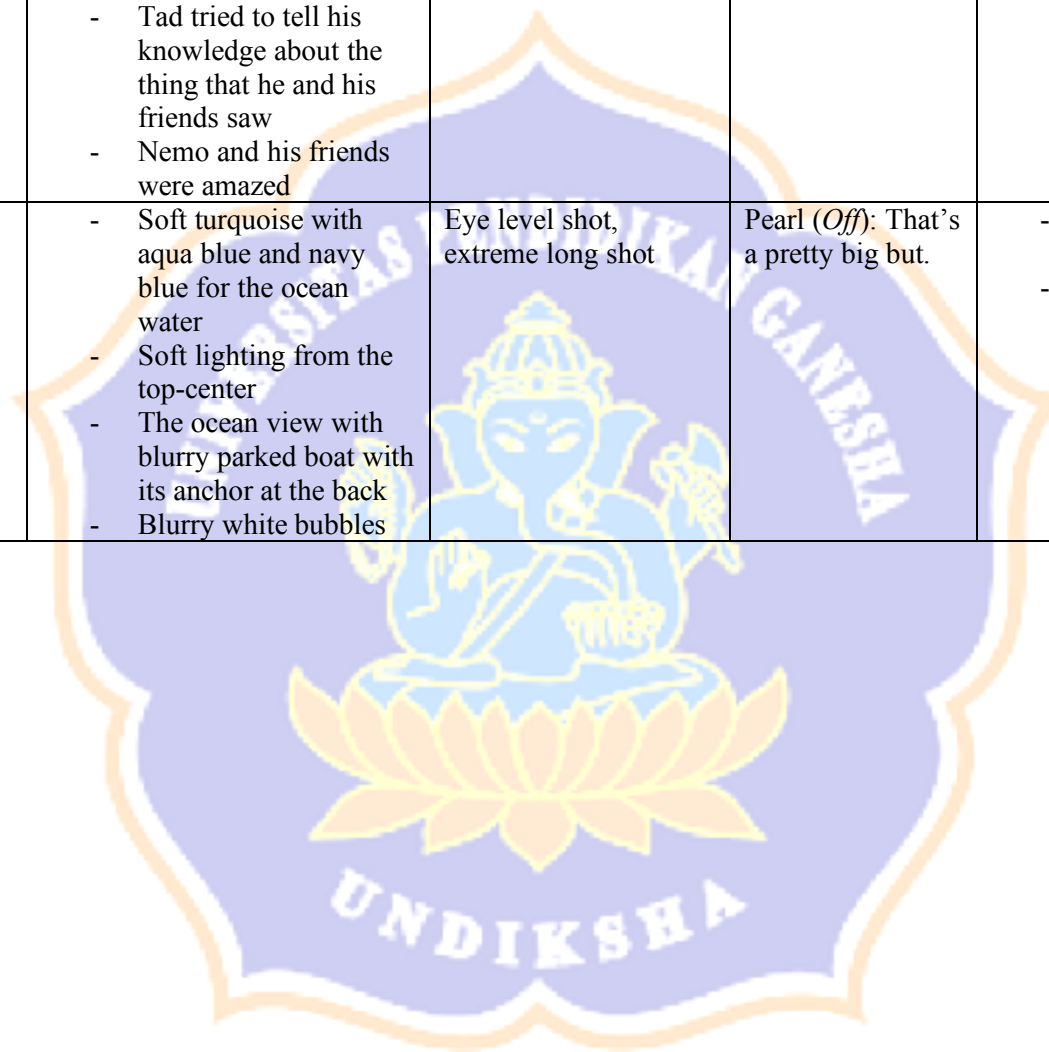 - Tad tried to tell his
knowledge about the
thing that he and his
friends saw
- Nemo and his friends
were amazed
- Soft turquoise with
aqua blue and navy
blue for the ocean
water
- Soft lighting from the
top-center
- The ocean view with
blurry parked boat with
its anchor at the back
- Blurry white bubbles
Eye level shot,
extreme long shot
Pearl (Off): That’s
a pretty big but.
-
-
UNIVERSITAS PENDIDIKAN GANESHA
UNDIKSHA